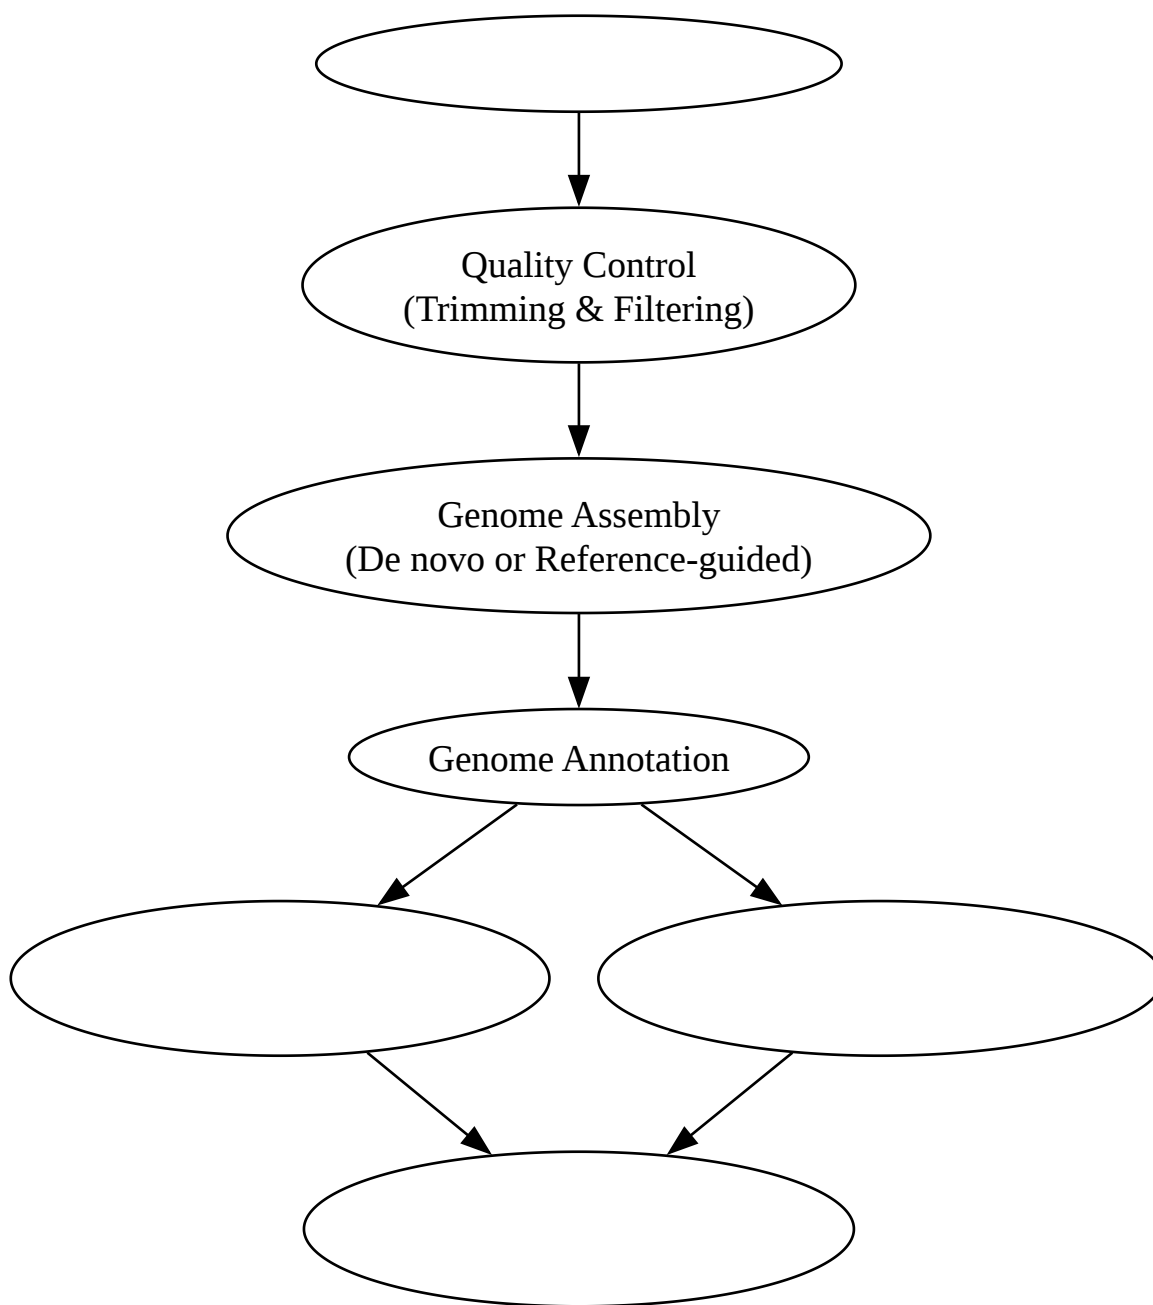 Quality Control
(Trimming & Filtering)
Genome Assembly
(De novo or Reference-guided)
Genome Annotation